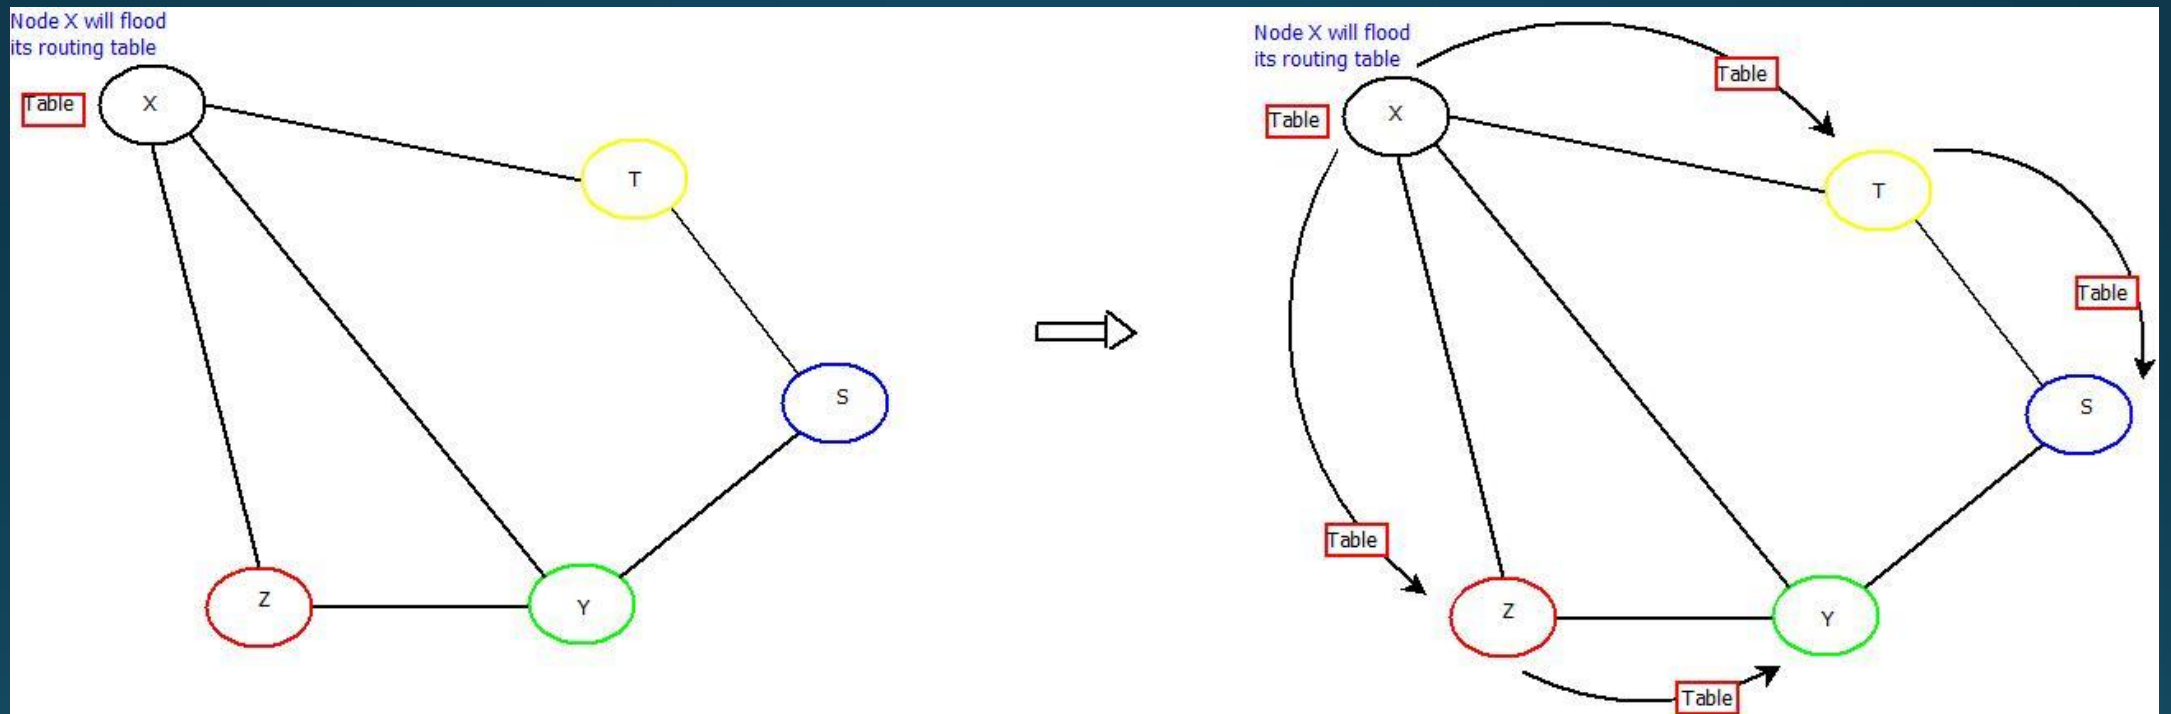 Node X will flood
its routing table
Table
X
T
S
Z
Y
Node X will flood
its routing table
Table
X
Table
T
Table
S
Table
Z
Y
Table